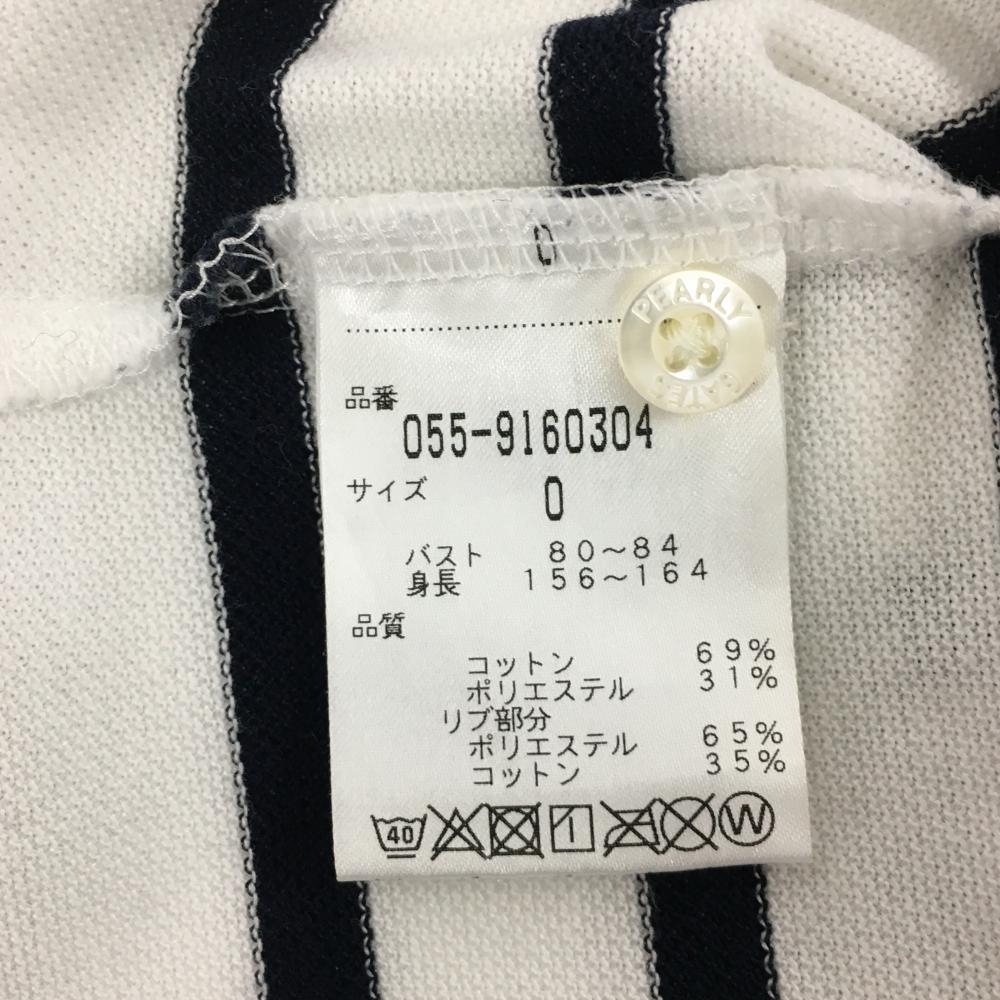 0
PEARLY
GATES
品番
055-9160304
サイズ 0
バスト 80～84
身長 156～164
品質
コットン 69%
ポリエステル 31%
リブ部分
ポリエステル 65%
コットン 35%
40 W